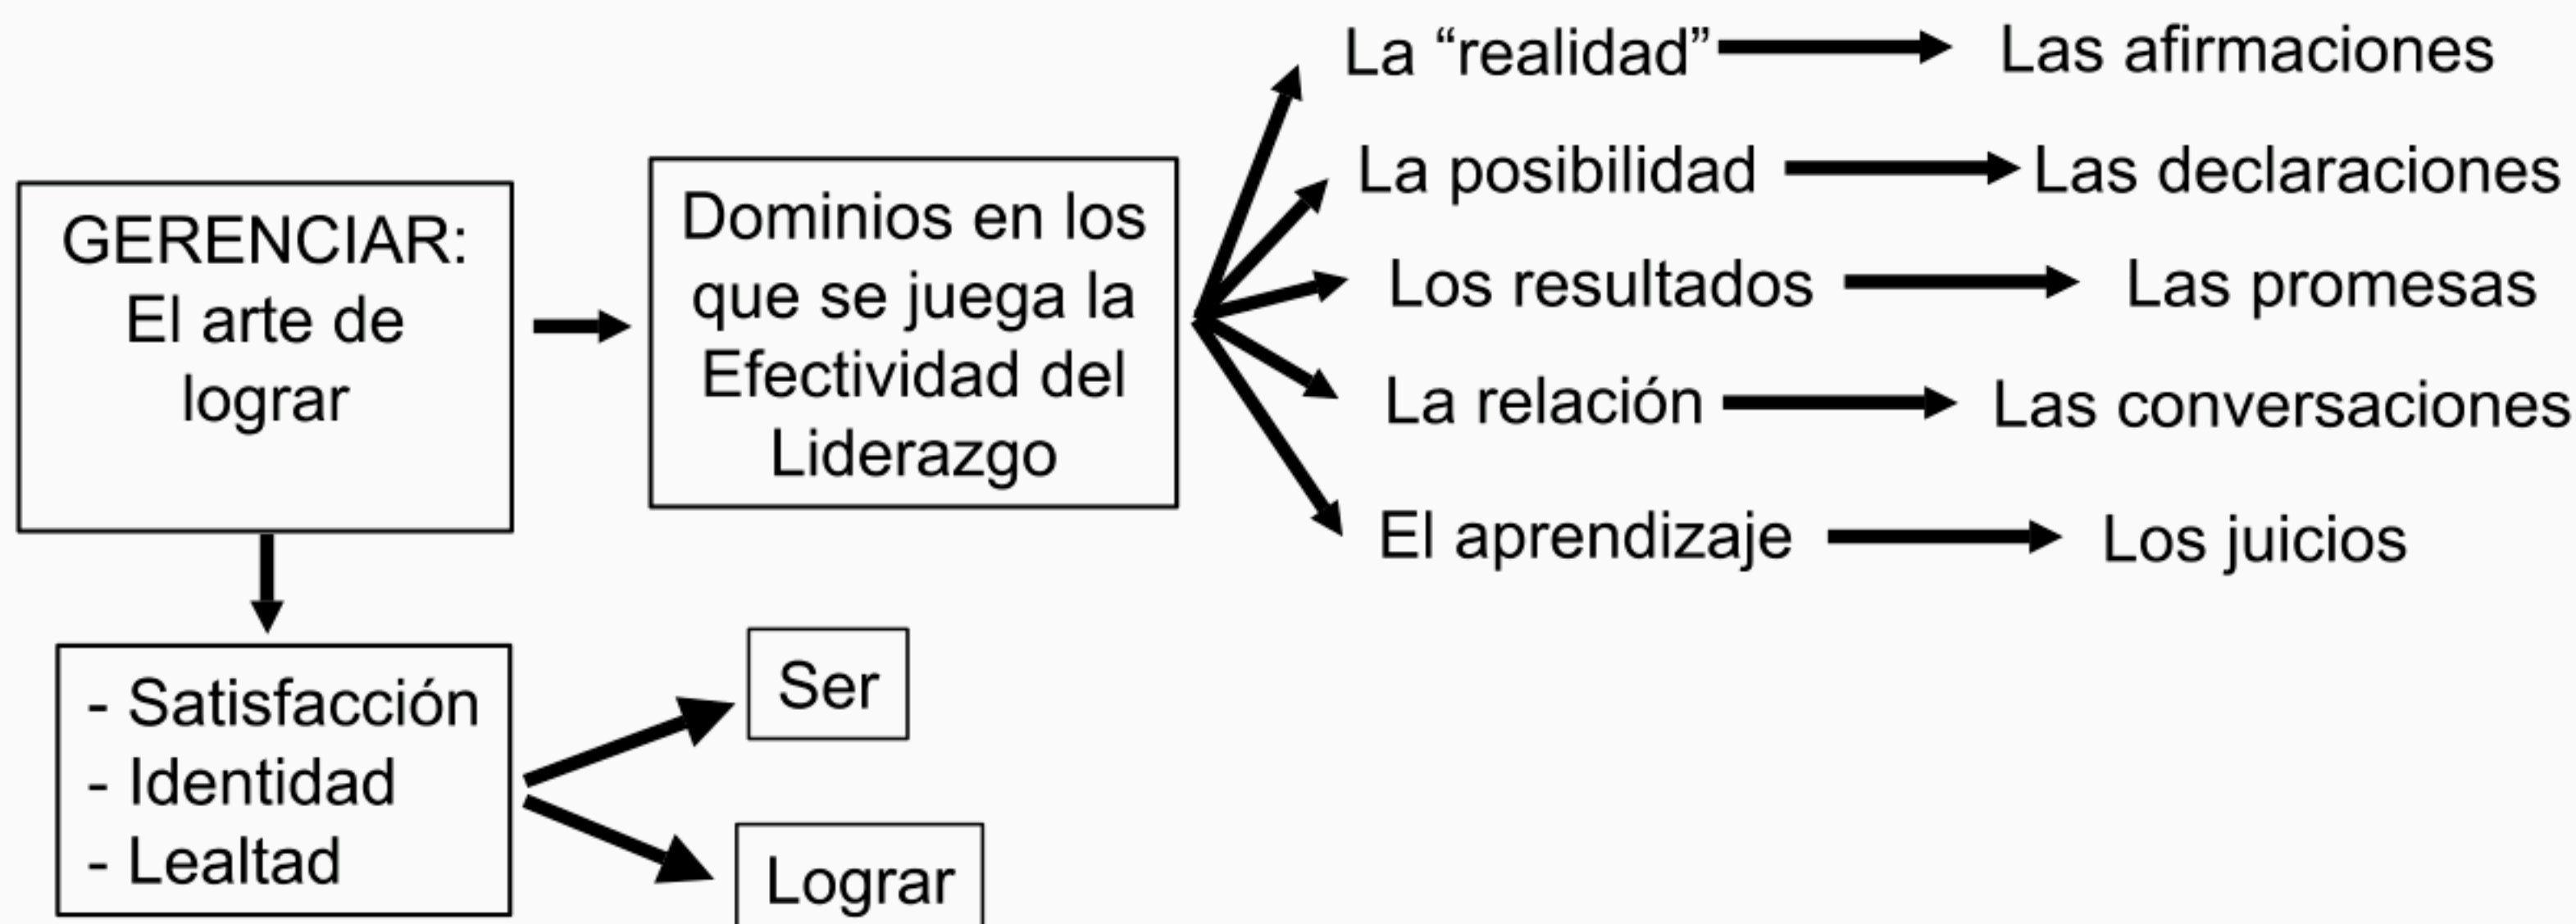 GERENCIAR:
El arte de
lograr
Dominios en los
que se juega la
Efectividad del
Liderazgo
La “realidad”
Las afirmaciones
La posibilidad
Las declaraciones
Los resultados
Las promesas
La relación
Las conversaciones
El aprendizaje
Los juicios
- Satisfacción
- Identidad
- Lealtad
Ser
Lograr